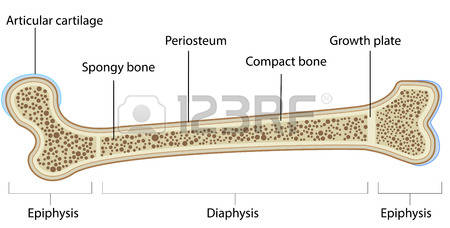 Articular cartilage
Periosteum
Growth plate
Spongy bone
Compact bone
123RF
Epiphysis
Diaphysis
Epiphysis